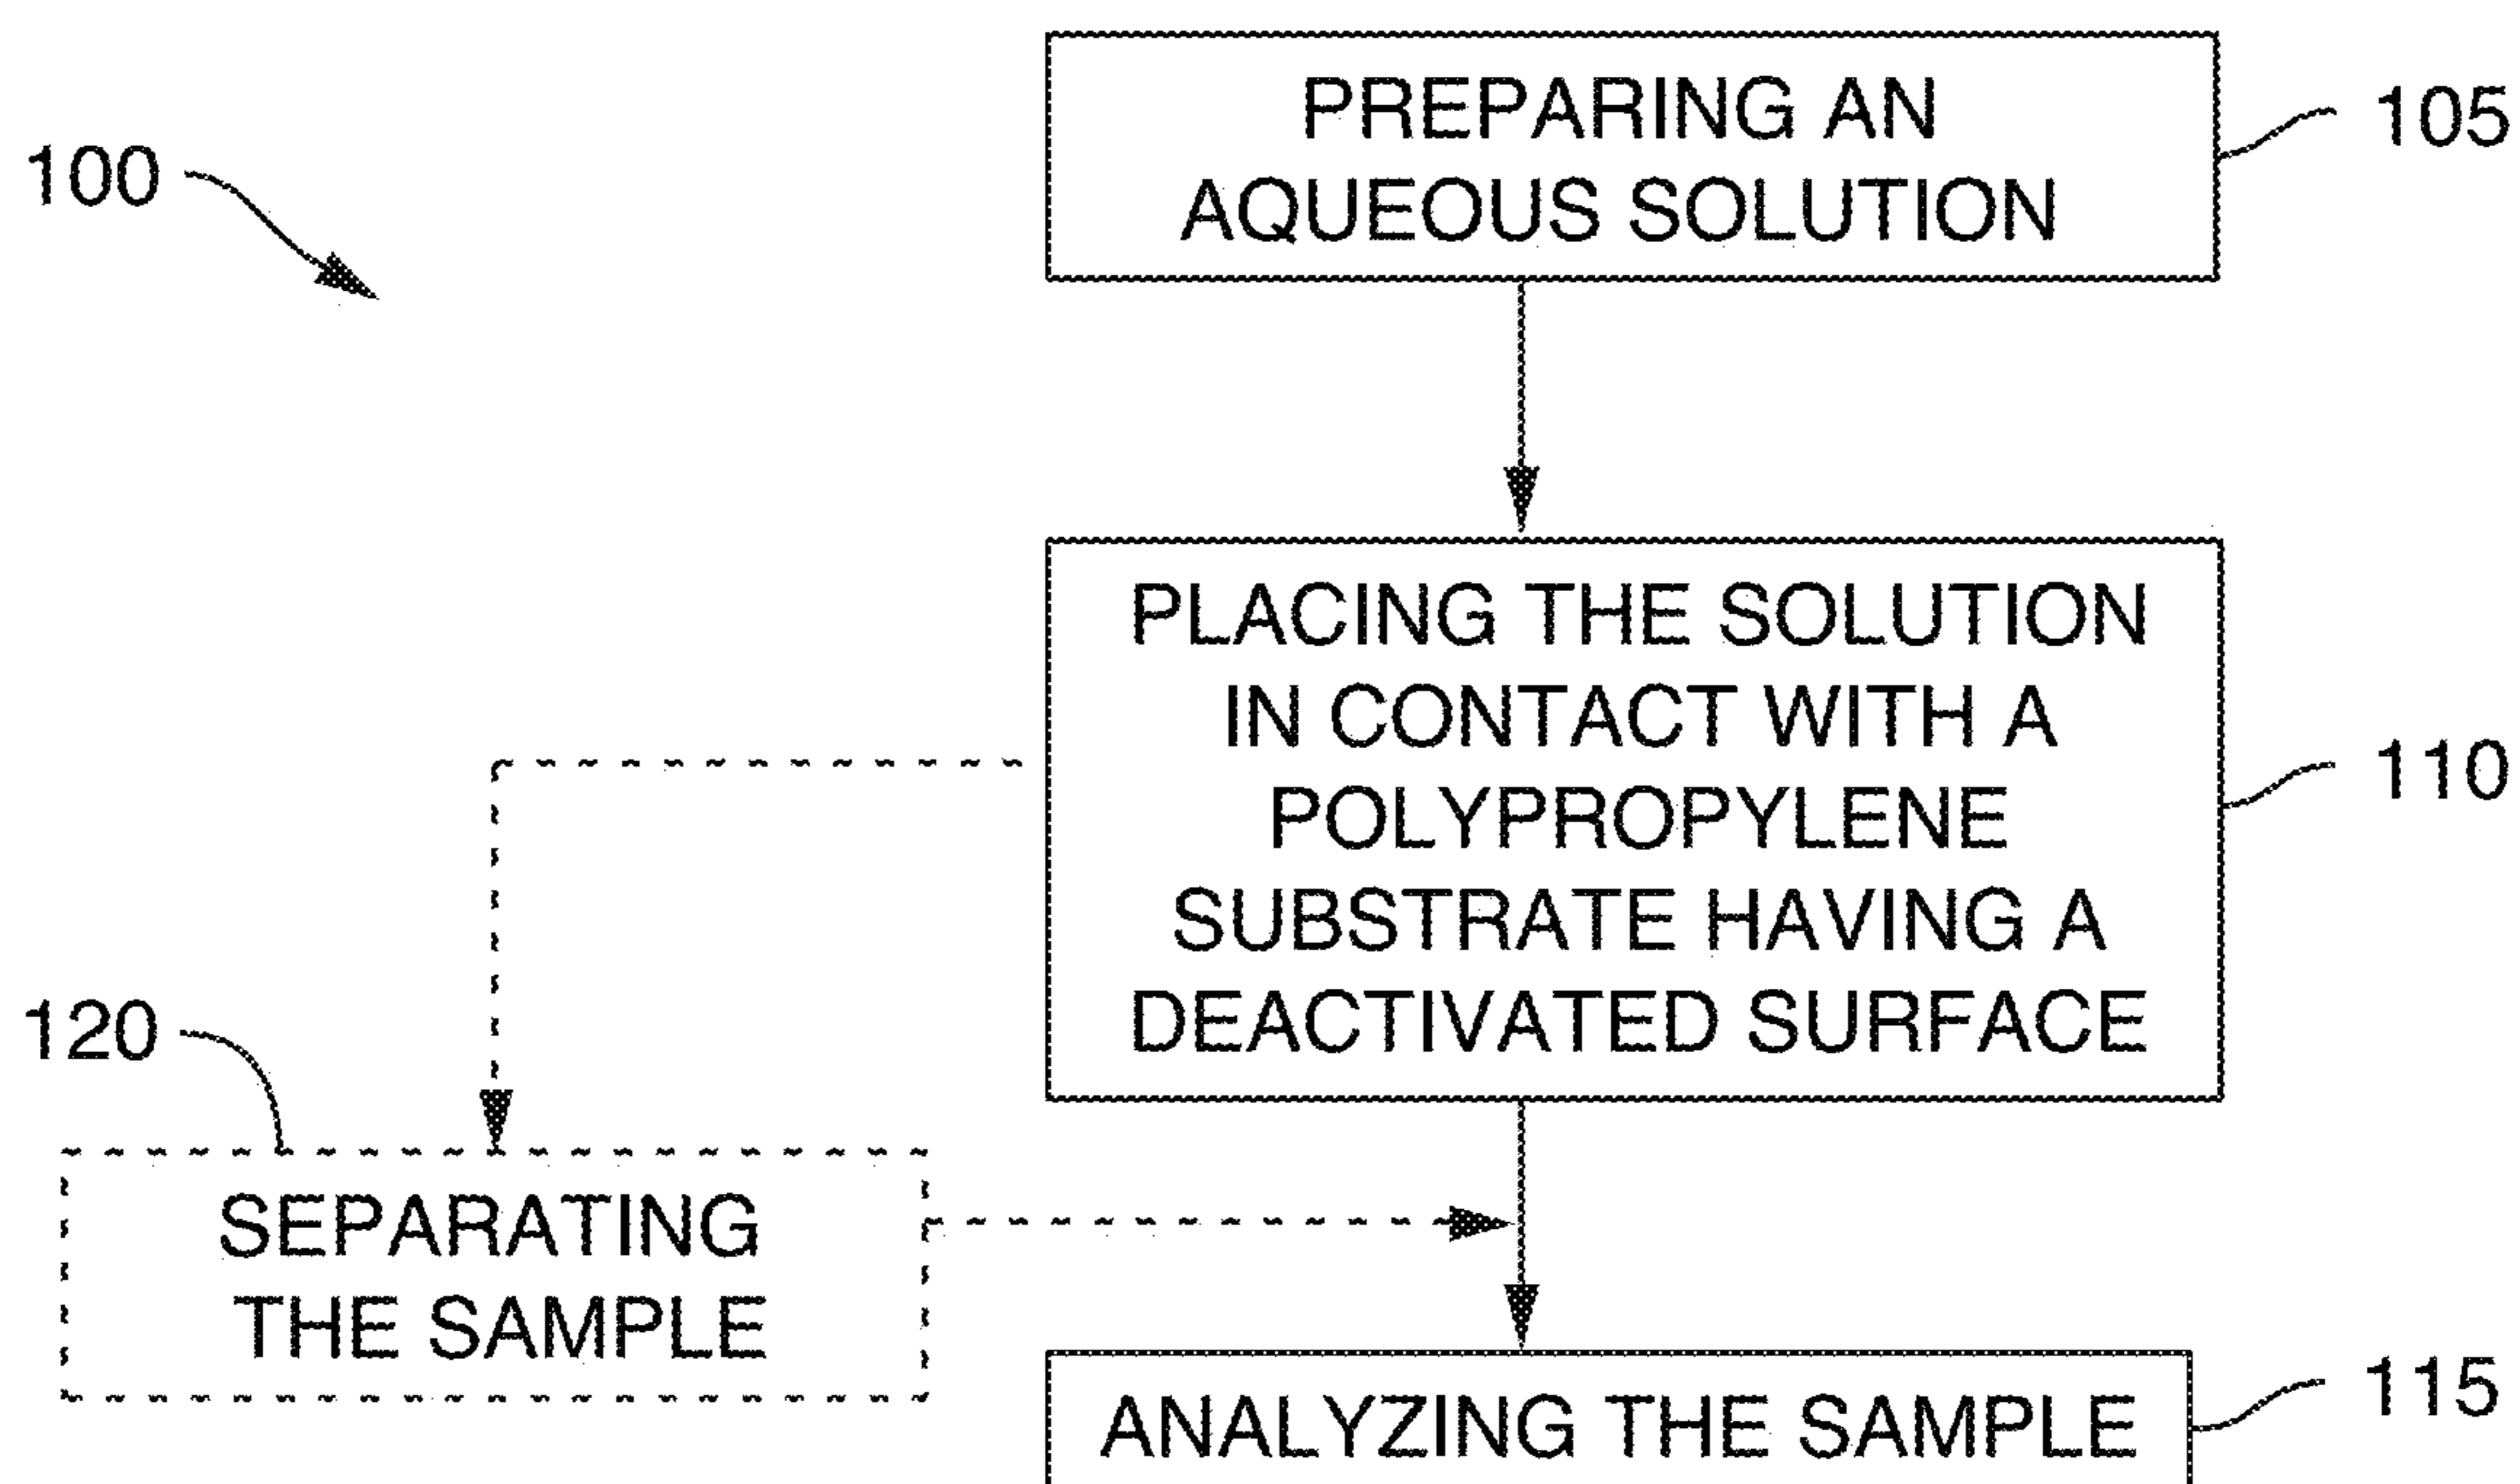 100
PREPARING AN
AQUEOUS SOLUTION
105
PLACING THE SOLUTION
IN CONTACT WITH A
POLYPROPYLENE
SUBSTRATE HAVING A
DEACTIVATED SURFACE
110
120
SEPARATING
THE SAMPLE
ANALYZING THE SAMPLE
115